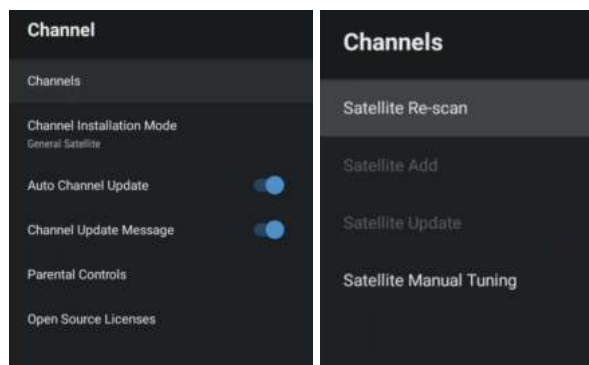 Channel
Channels
Channel Installation Mode
General Satellite
Auto Channel Update
Channel Update Message
Parental Controls
Open Source Licenses
Channels
Satellite Re-scan
Satellite Add
Satellite Update
Satellite Manual Tuning